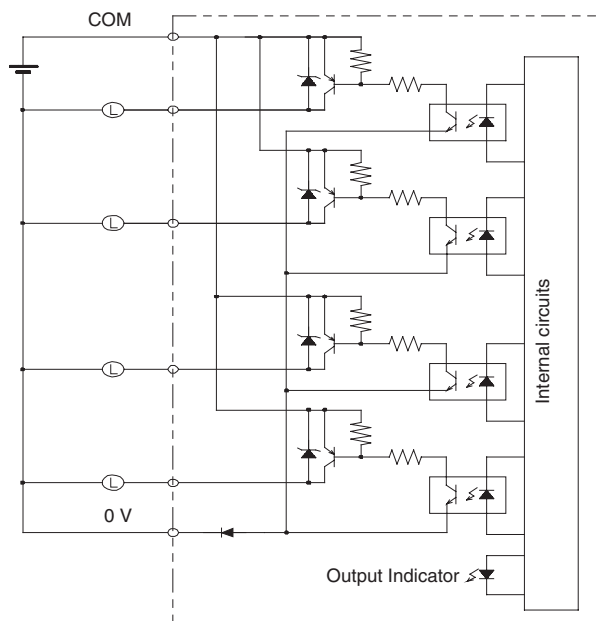 COM
L
L
L
L
0 V
Internal circuits
Output Indicator